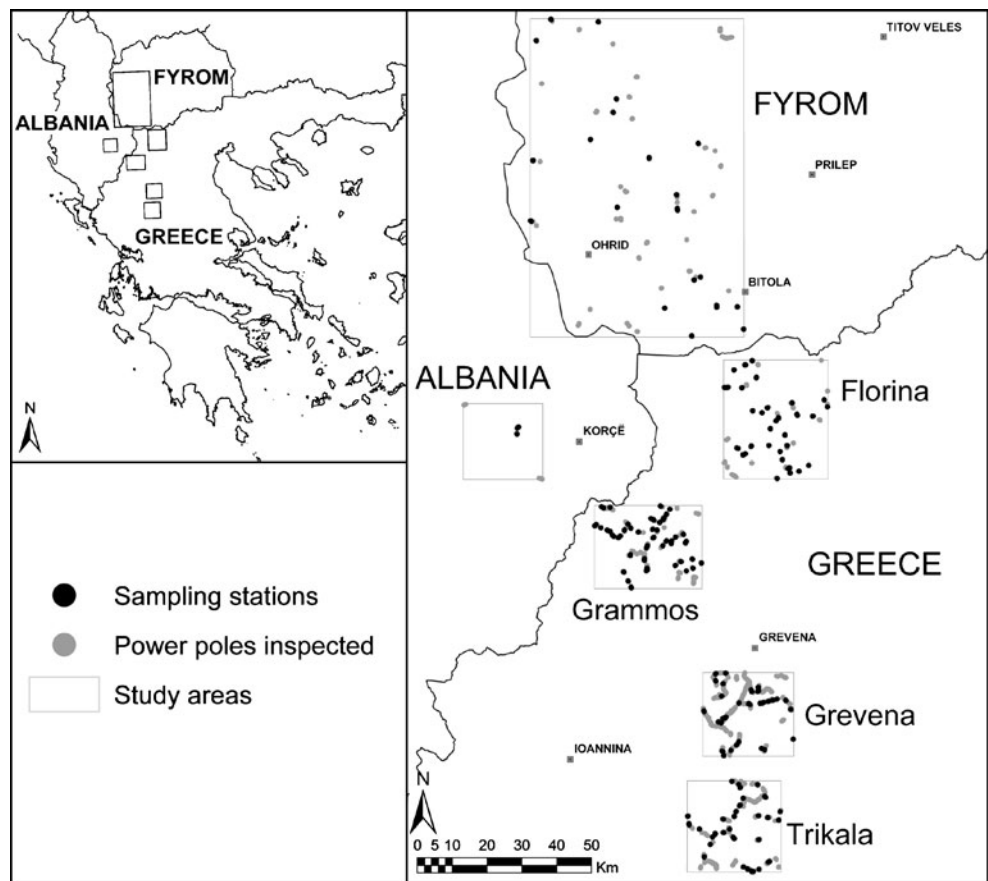 FYROM
ALBANIA
GREECE
N
Sampling stations
Power poles inspected
Study areas
TITOV VELES
FYROM
PRILEP
OHRID
BITOLA
ALBANIA
Florina
KORÇË
GREECE
Grammos
GREVENA
Grevena
IOANNINA
N
Trikala
0 5 10 20 30 40 50
Km